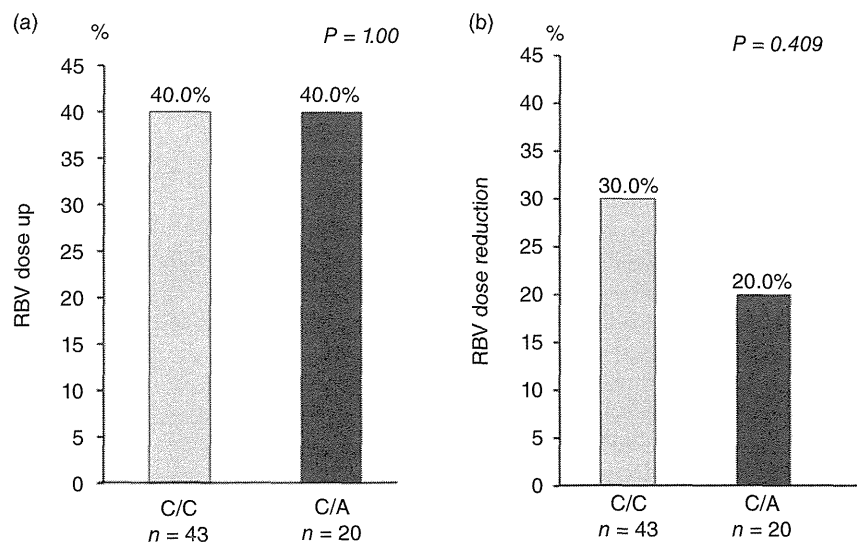 (a)
%
P = 1.00
45
40
35
30
25
20
15
10
5
0
RBV dose up
40.0%
40.0%
C/C
n = 43
C/A
n = 20
(b)
%
P = 0.409
45
40
35
30
25
20
15
10
5
0
RBV dose reduction
30.0%
20.0%
C/C
n = 43
C/A
n = 20